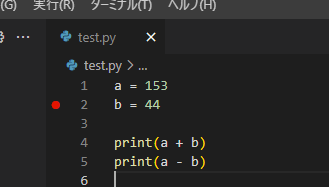 (G) 実行(R) ターミナル(T) ヘルプ(H)
test.py
test.py > ...
1 a = 153
2 b = 44
3
4 print(a + b)
5 print(a - b)
6